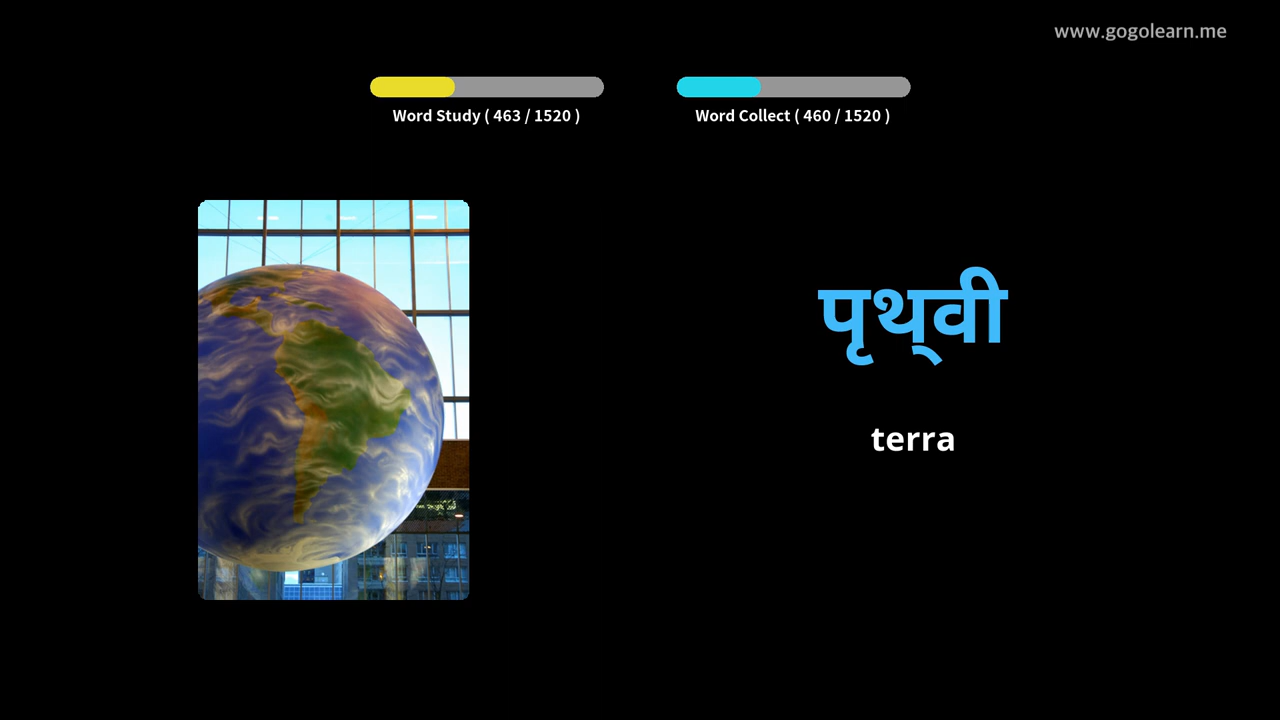 www.gogolearn.me
Word Study ( 463 / 1520 )
Word Collect ( 460 / 1520 )
पृथ्‌वी
terra